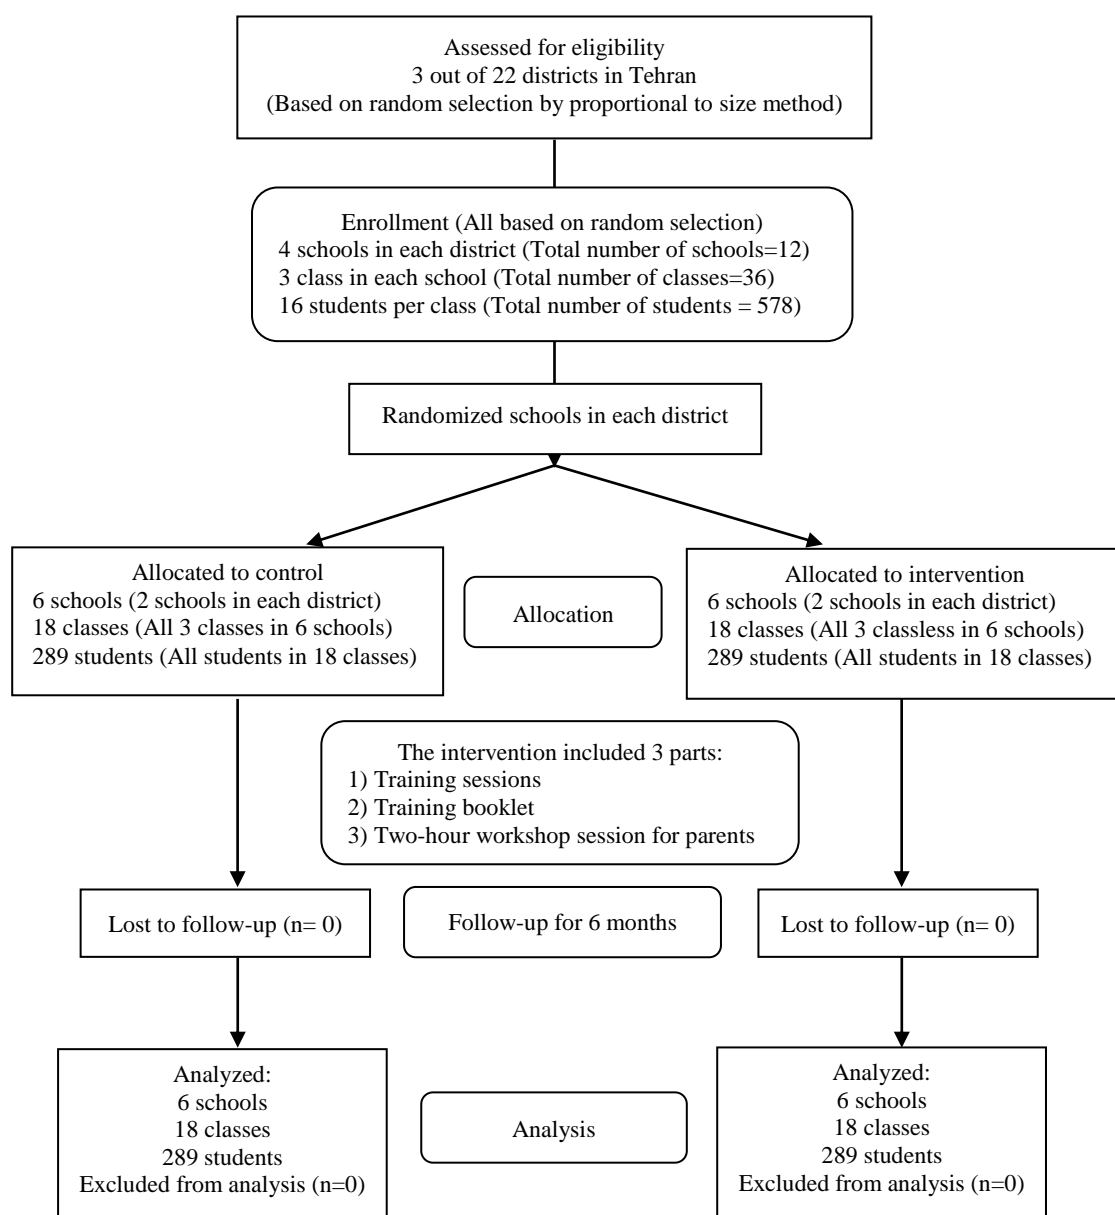 Assessed for eligibility
3 out of 22 districts in Tehran
(Based on random selection by proportional to size method)
Enrollment (All based on random selection)
4 schools in each district (Total number of schools=12)
3 class in each school (Total number of classes=36)
16 students per class (Total number of students = 578)
Randomized schools in each district
Allocated to control
6 schools (2 schools in each district)
18 classes (All 3 classes in 6 schools)
289 students (All students in 18 classes)
Allocation
Allocated to intervention
6 schools (2 schools in each district)
18 classes (All 3 classless in 6 schools)
289 students (All students in 18 classes)
The intervention included 3 parts:
1) Training sessions
2) Training booklet
3) Two-hour workshop session for parents
Lost to follow-up (n= 0)
Follow-up for 6 months
Lost to follow-up (n= 0)
Analyzed:
6 schools
18 classes
289 students
Excluded from analysis (n=0)
Analysis
Analyzed:
6 schools
18 classes
289 students
Excluded from analysis (n=0)